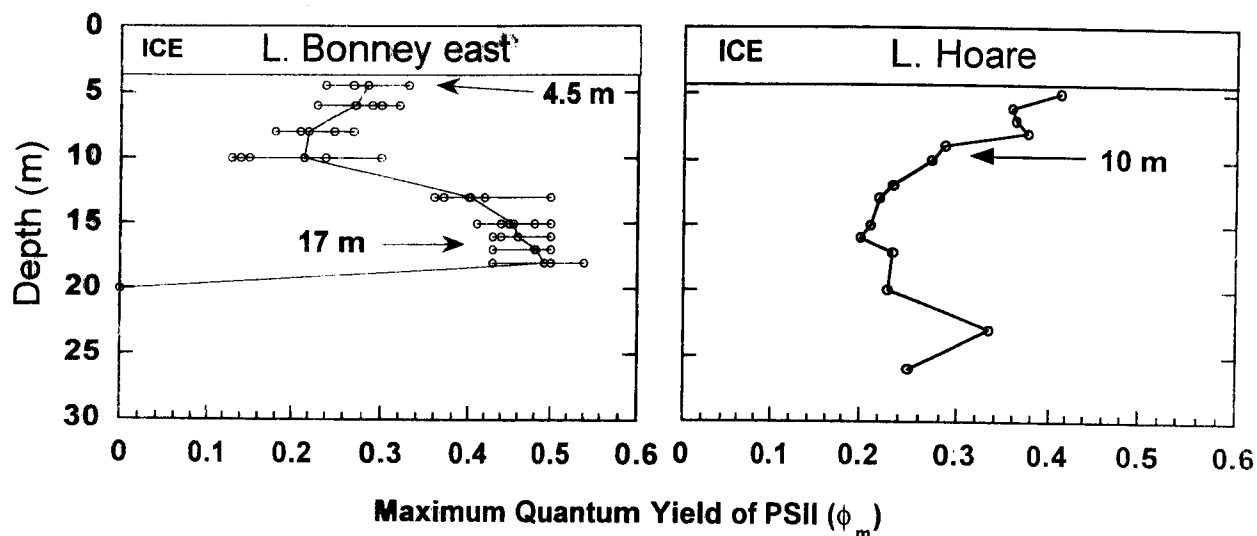 ICE L. Bonney east
ICE L. Hoare
0
5
10
15
20
25
30
Depth (m)
4.5 m
17 m
10 m
0 0.1 0.2 0.3 0.4 0.5 0.6
0 0.1 0.2 0.3 0.4 0.5 0.6
Maximum Quantum Yield of PSII (ϕm)